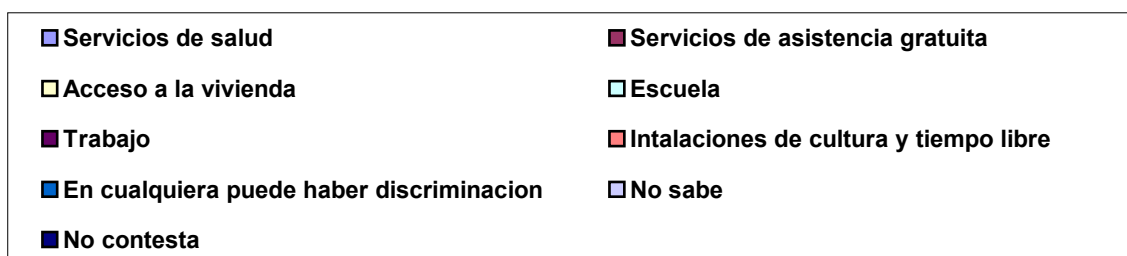 Servicios de salud Servicios de asistencia gratuita
Acceso a la vivienda Escuela
Trabajo Intalaciones de cultura y tiempo libre
En cualquiera puede haber discriminacion No sabe
No contesta